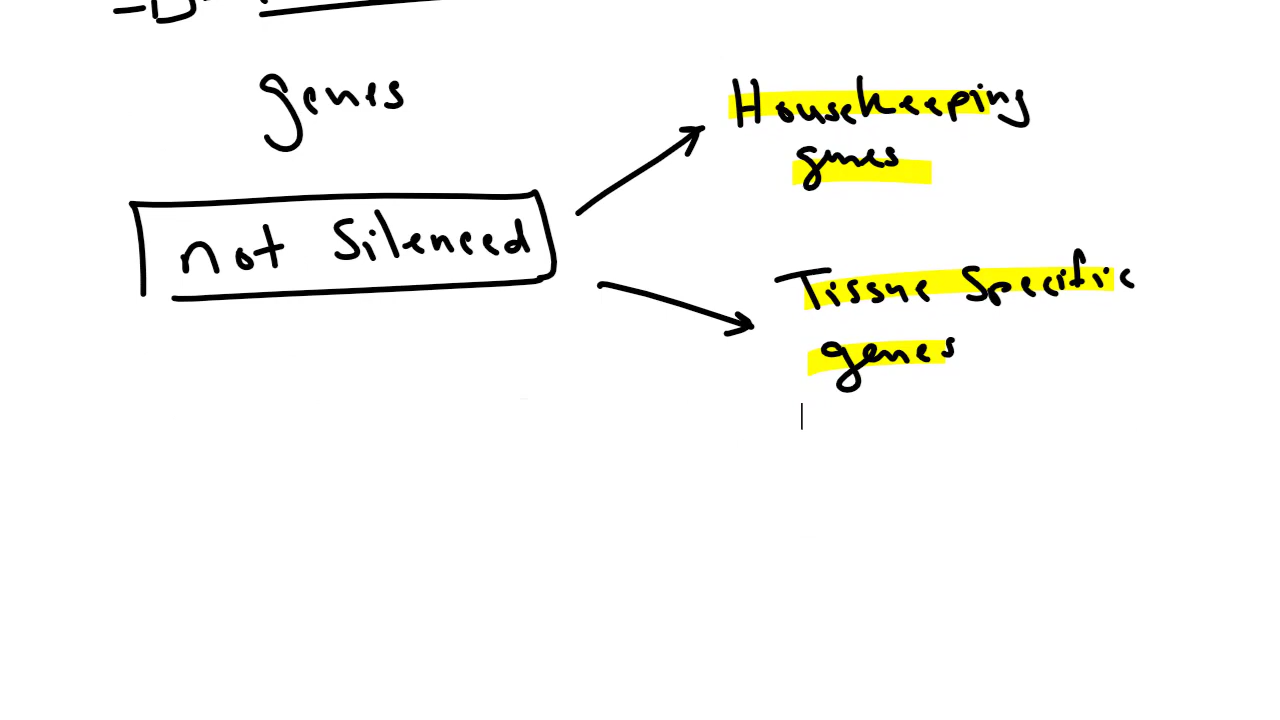 genes
not Silenced
Housekeeping
genes
Tissue Specific
genes